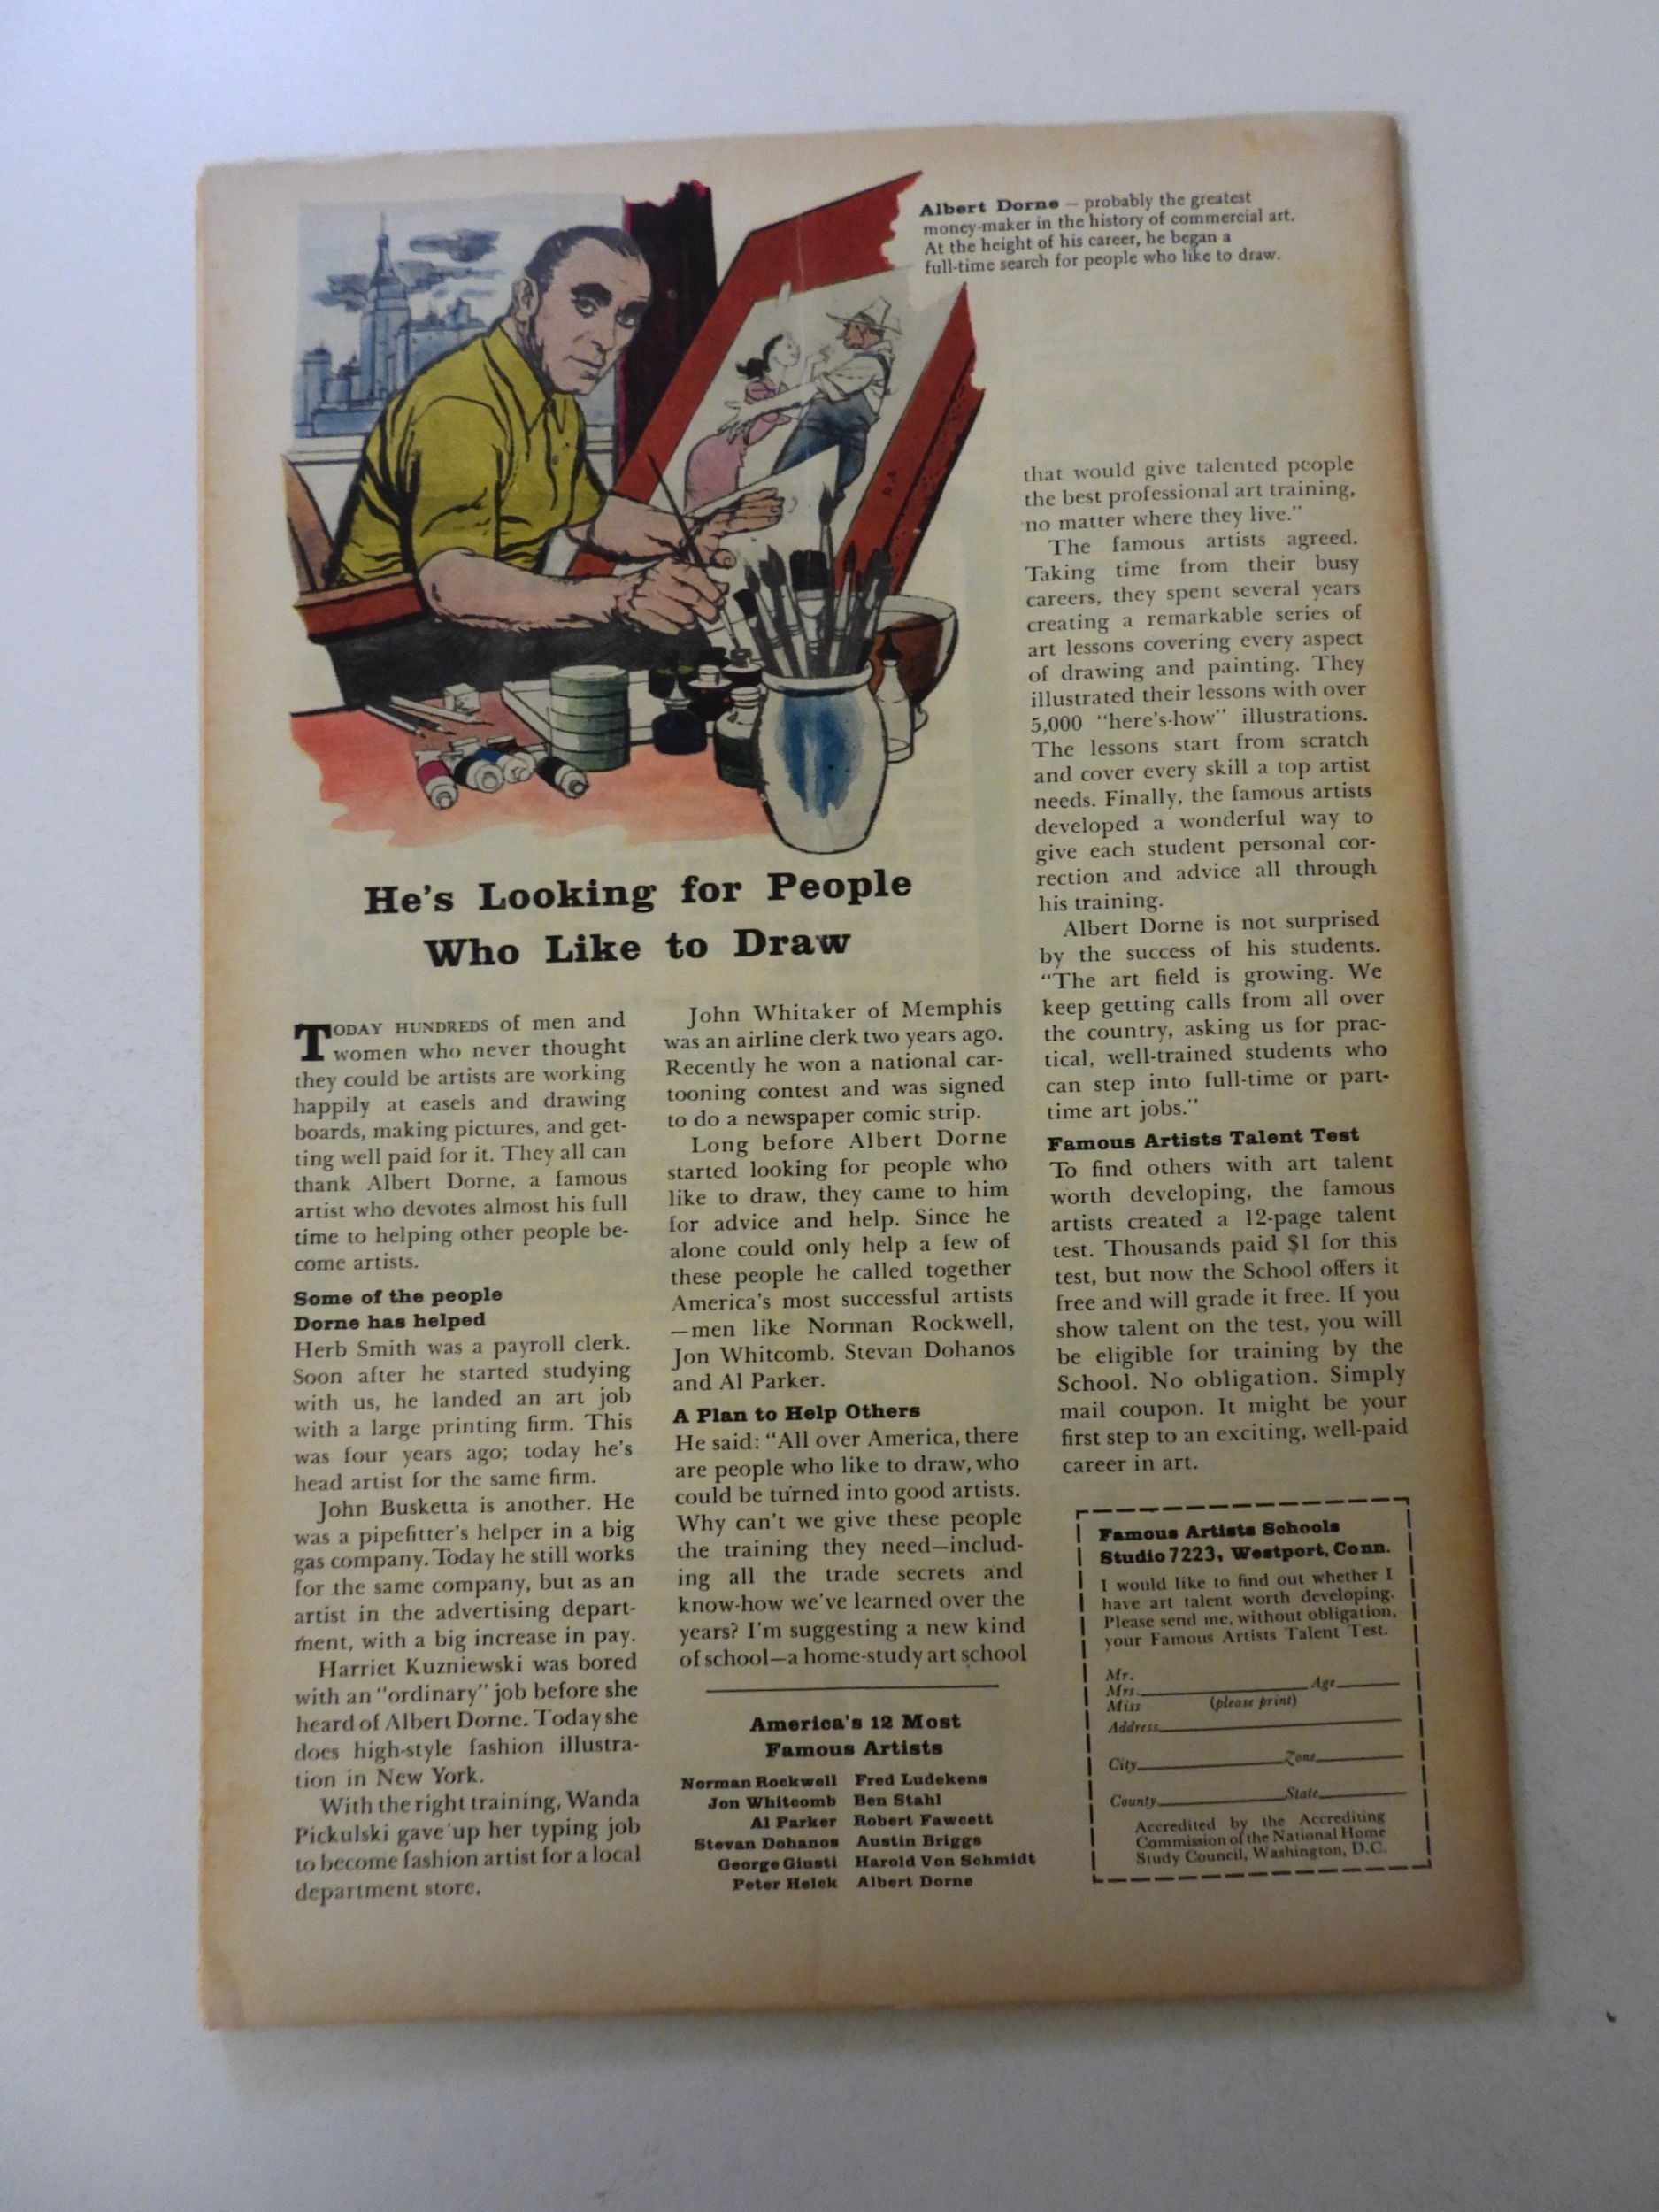 Albert Dorne — probably the greatest
money-maker in the history of commercial art.
At the height of his career, he began a
full-time search for people who like to draw.
He's Looking for People
Who Like to Draw
TODAY HUNDREDS of men and
women who never thought
they could be artists are working
happily at easels and drawing
boards, making pictures, and get-
ting well paid for it. They all can
thank Albert Dorne, a famous
artist who devotes almost his full
time to helping other people be-
come artists.
Some of the people
Dorne has helped
Herb Smith was a payroll clerk.
Soon after he started studying
with us, he landed an art job
with a large printing firm. This
was four years ago; today he's
head artist for the same firm.
John Busketta is another. He
was a pipefitter's helper in a big
gas company. Today he still works
for the same company, but as an
artist in the advertising depart-
ment, with a big increase in pay.
Harriet Kuzniewski was bored
with an "ordinary" job before she
heard of Albert Dorne. Today she
does high-style fashion illustra-
tion in New York.
With the right training, Wanda
Pickulski gave up her typing job
to become fashion artist for a local
department store.
John Whitaker of Memphis
was an airline clerk two years ago.
Recently he won a national car-
tooning contest and was signed
to do a newspaper comic strip.
Long before Albert Dorne
started looking for people who
like to draw, they came to him
for advice and help. Since he
alone could only help a few of
these people he called together
America's most successful artists
—men like Norman Rockwell,
Jon Whitcomb. Stevan Dohanos
and Al Parker.
A Plan to Help Others
He said: "All over America, there
are people who like to draw, who
could be turned into good artists.
Why can't we give these people
the training they need—includ-
ing all the trade secrets and
know-how we've learned over the
years? I'm suggesting a new kind
of school—a home-study art school
America's 12 Most
Famous Artists
Norman Rockwell Fred Ludekens
Jon Whitcomb Ben Stahl
Al Parker Robert Fawcett
Stevan Dohanos Austin Briggs
George Giusti Harold Von Schmidt
Peter Helck Albert Dorne
that would give talented people
the best professional art training,
no matter where they live."
The famous artists agreed.
Taking time from their busy
careers, they spent several years
creating a remarkable series of
art lessons covering every aspect
of drawing and painting. They
illustrated their lessons with over
5,000 "here's-how" illustrations.
The lessons start from scratch
and cover every skill a top artist
needs. Finally, the famous artists
developed a wonderful way to
give each student personal cor-
rection and advice all through
his training.
Albert Dorne is not surprised
by the success of his students.
"The art field is growing. We
keep getting calls from all over
the country, asking us for prac-
tical, well-trained students who
can step into full-time or part-
time art jobs."
Famous Artists Talent Test
To find others with art talent
worth developing, the famous
artists created a 12-page talent
test. Thousands paid $1 for this
test, but now the School offers it
free and will grade it free. If you
show talent on the test, you will
be eligible for training by the
School. No obligation. Simply
mail coupon. It might be your
first step to an exciting, well-paid
career in art.
Famous Artists Schools
Studio 7223, Westport, Conn.
I would like to find out whether I
have art talent worth developing.
Please send me, without obligation,
your Famous Artists Talent Test.
Mr.
Mrs. Age
Miss (please print)
Address
City Zone
County State
Accredited by the Accrediting
Commission of the National Home
Study Council, Washington, D.C.